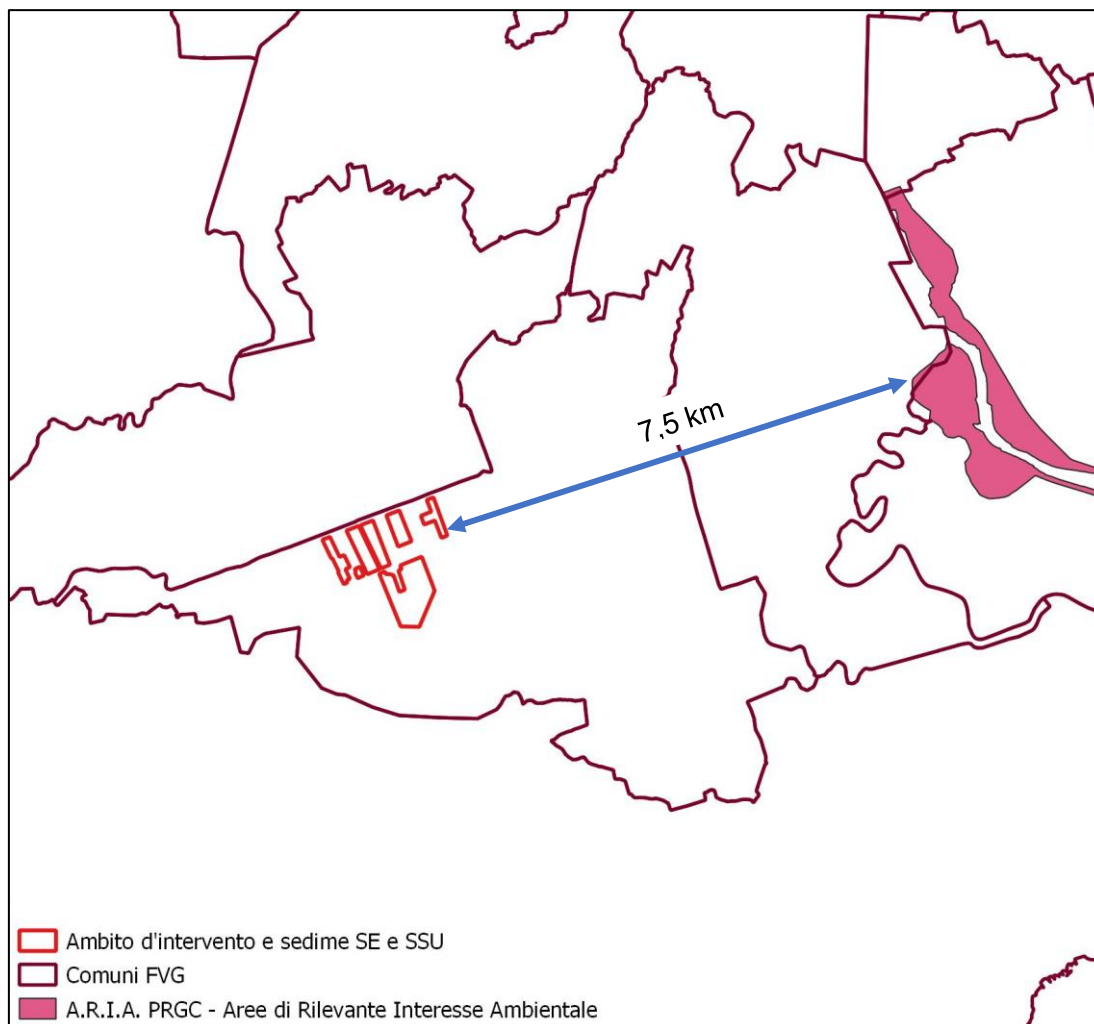 7,5 km
Ambito d'intervento e sedime SE e SSU
Comuni FVG
A.R.I.A. PRGC - Aree di Rilevante Interesse Ambientale